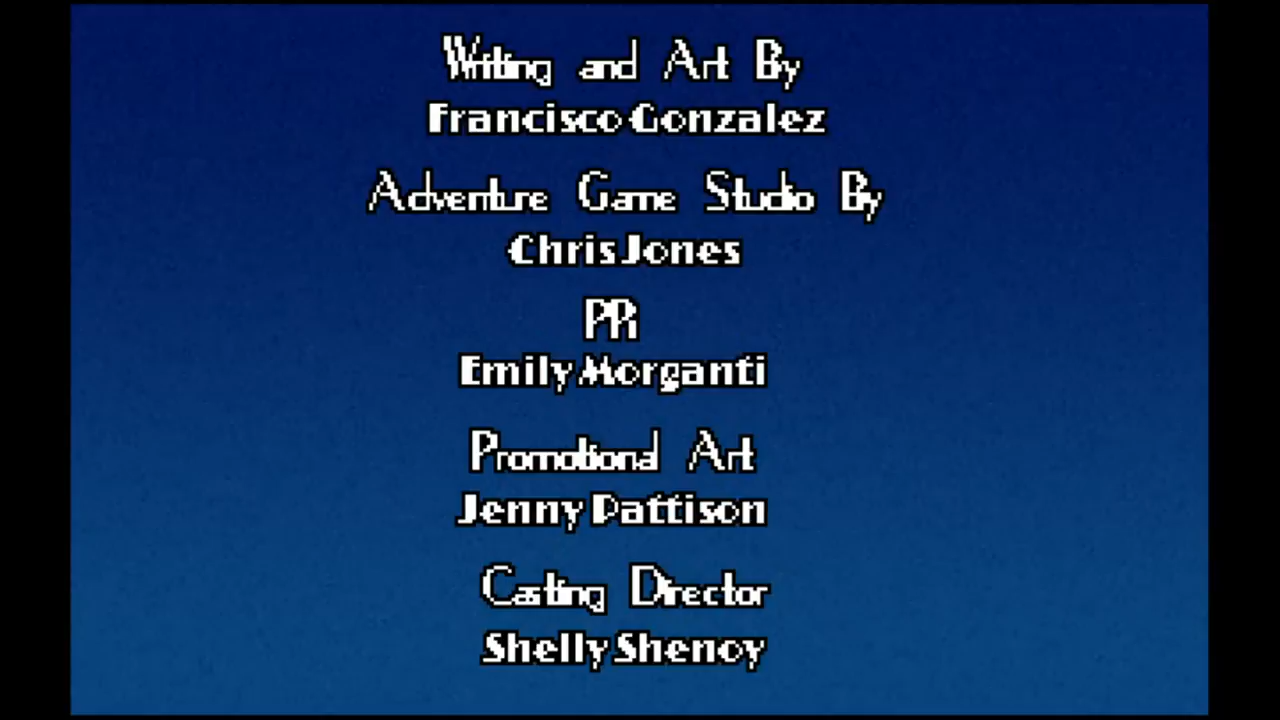 Writing and Art By
Francisco Gonzalez
Adventure Game Studio By
Chris Jones
PR
Emily Morganti
Promotional Art
Jenny Pattison
Casting Director
Shelly Shenoy